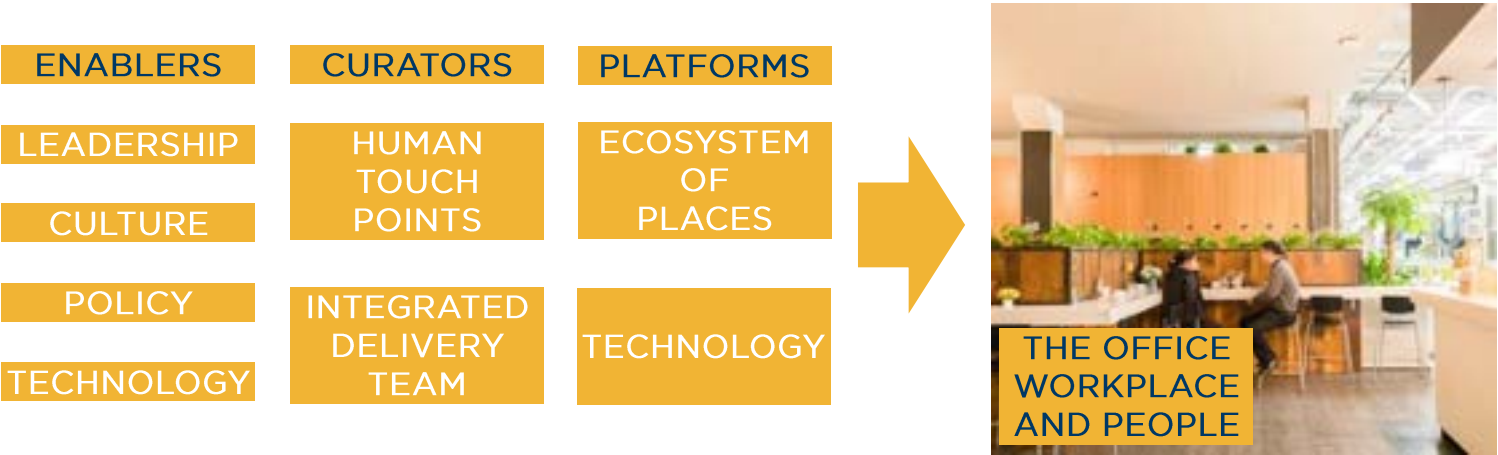 ENABLERS
LEADERSHIP
CULTURE
POLICY
TECHNOLOGY
CURATORS
HUMAN
TOUCH
POINTS
INTEGRATED
DELIVERY
TEAM
PLATFORMS
ECOSYSTEM
OF
PLACES
TECHNOLOGY
THE OFFICE
WORKPLACE
AND PEOPLE